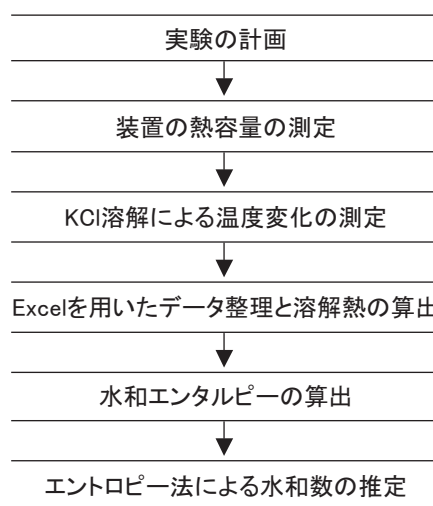 実験の計画
装置の熱容量の測定
KCl溶解による温度変化の測定
Excelを用いたデータ整理と溶解熱の算出
水和エンタルピーの算出
エントロピー法による水和数の推定